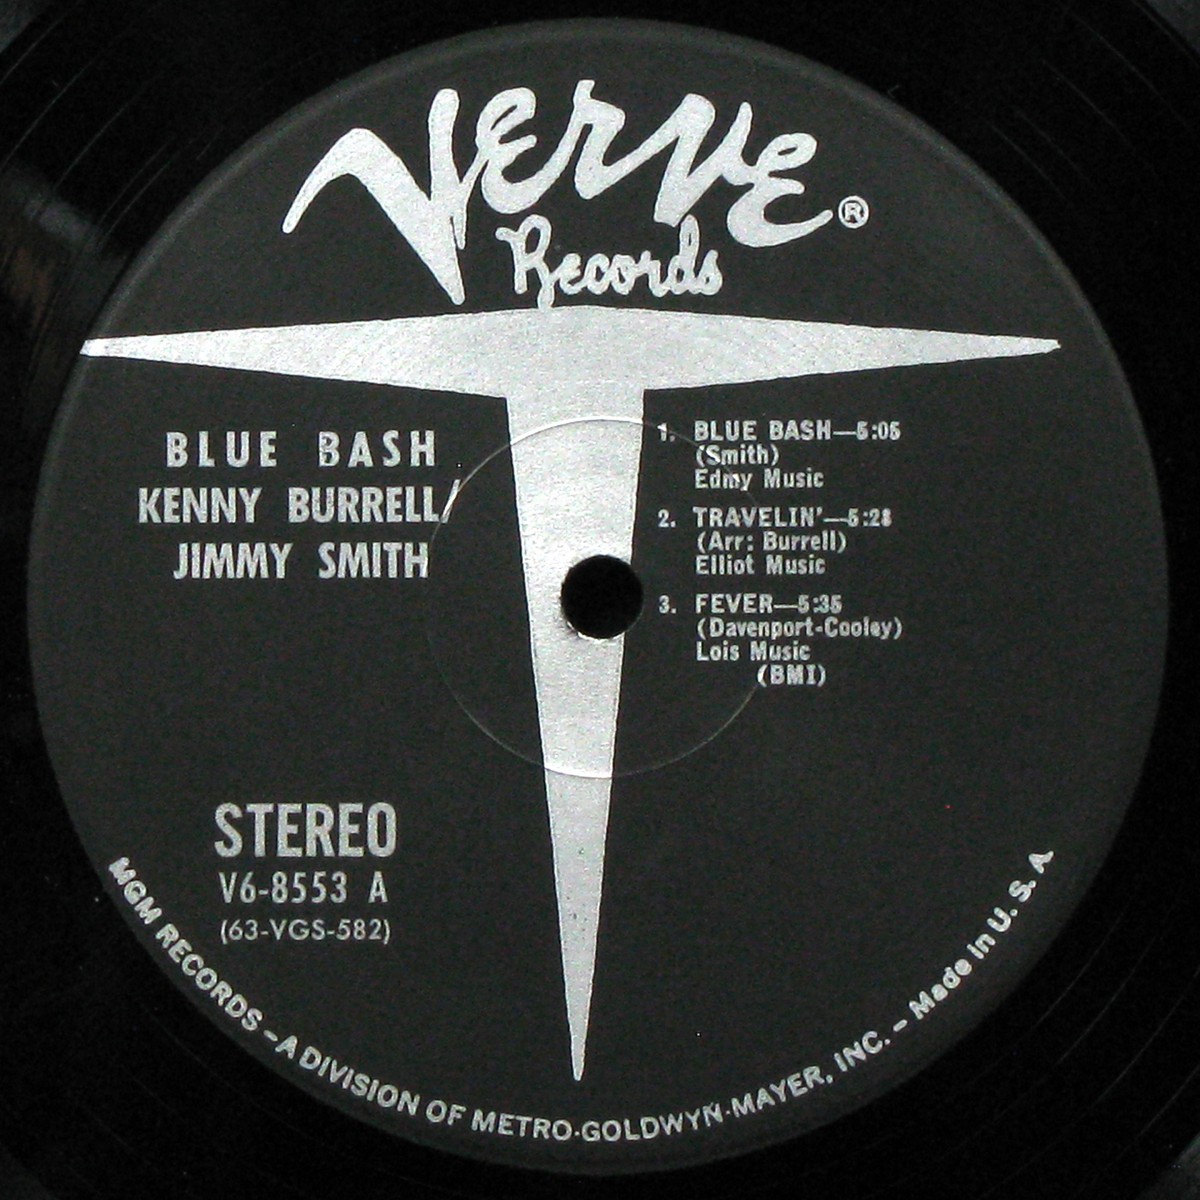 Verve ®
Records
BLUE BASH
KENNY BURRELL/
JIMMY SMITH
1. BLUE BASH—5:05
(Smith)
Edmy Music
2. TRAVELIN'—5:28
(Arr: Burrell)
Elliot Music
3. FEVER—5:35
(Davenport-Cooley)
Lois Music
(BMI)
STEREO
V6-8553 A
(63-VGS-582)
MGM RECORDS – A DIVISION OF METRO-GOLDWYN-MAYER, INC. – Made in U. S. A.